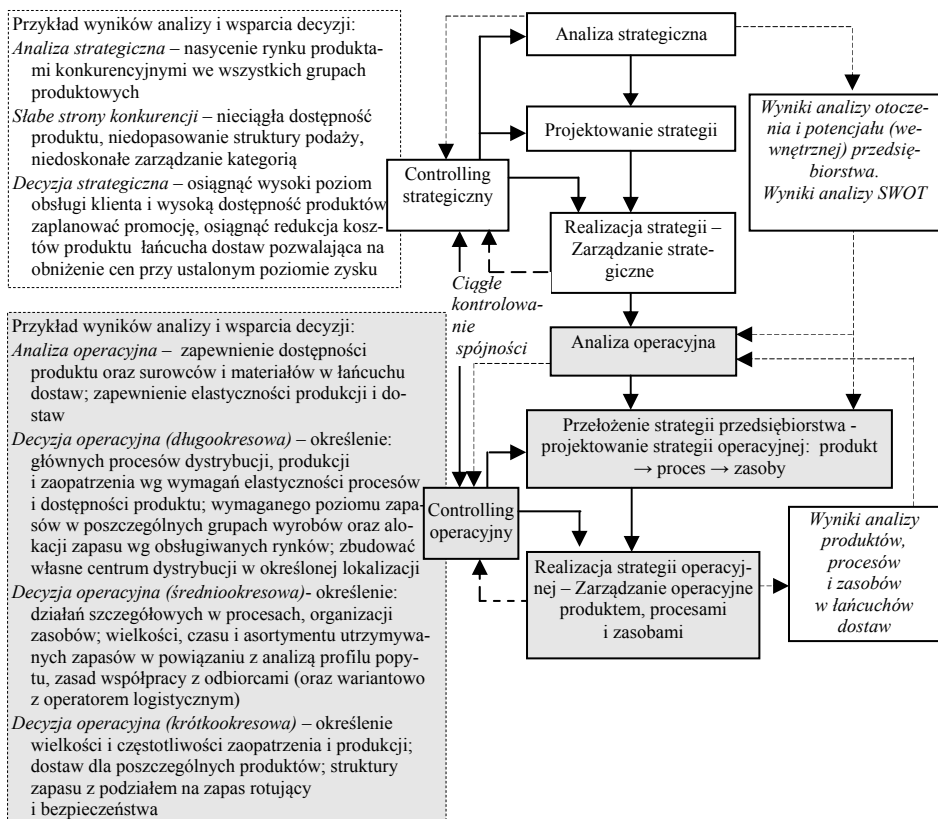 Przykład wyników analizy i wsparcia decyzji:
Analiza strategiczna – nasycenie rynku produkta-
mi konkurencyjnymi we wszystkich grupach
produktowych
Słabe strony konkurencji – nieciągła dostępność
produktu, niedopasowanie struktury podaży,
niedoskonałe zarządzanie kategorią
Decyzja strategiczna – osiągnąć wysoki poziom
obsługi klienta i wysoką dostępność produktów
zaplanować promocję, osiągnąć redukcja kosz-
tów produktu łańcucha dostaw pozwalająca na
obniżenie cen przy ustalonym poziomie zysku
Analiza strategiczna
Projektowanie strategii
Controlling
strategiczny
Realizacja strategii –
Zarządzanie strate-
giczne
Wyniki analizy otocze-
nia i potencjału (we-
wnętrznej) przedsię-
biorstwa.
Wyniki analizy SWOT
Ciągłe
kontrolowa-
nie
spójności
Przykład wyników analizy i wsparcia decyzji:
Analiza operacyjna – zapewnienie dostępności
produktu oraz surowców i materiałów w łańcuchu
dostaw; zapewnienie elastyczności produkcji i do-
staw
Decyzja operacyjna (długookresowa) – określenie:
głównych procesów dystrybucji, produkcji
i zaopatrzenia wg wymagań elastyczności procesów
i dostępności produktu; wymaganego poziomu zapa-
sów w poszczególnych grupach wyrobów oraz alo-
kacji zapasu wg obsługiwanych rynków; zbudować
własne centrum dystrybucji w określonej lokalizacji
Decyzja operacyjna (średniookresowa)- określenie:
działań szczegółowych w procesach, organizacji
zasobów; wielkości, czasu i asortymentu utrzymywa-
nych zapasów w powiązaniu z analizą profilu popy-
tu, zasad współpracy z odbiorcami (oraz wariantowo
z operatorem logistycznym)
Decyzja operacyjna (krótkookresowa) – określenie
wielkości i częstotliwości zaopatrzenia i produkcji;
dostaw dla poszczególnych produktów; struktury
zapasu z podziałem na zapas rotujący
i bezpieczeństwa
Analiza operacyjna
Przełożenie strategii przedsiębiorstwa -
projektowanie strategii operacyjnej: produkt
→ proces → zasoby
Controlling
operacyjny
Realizacja strategii operacyj-
nej – Zarządzanie operacyjne
produktem, procesami
i zasobami
Wyniki analizy
produktów,
procesów
i zasobów
w łańcuchów
dostaw